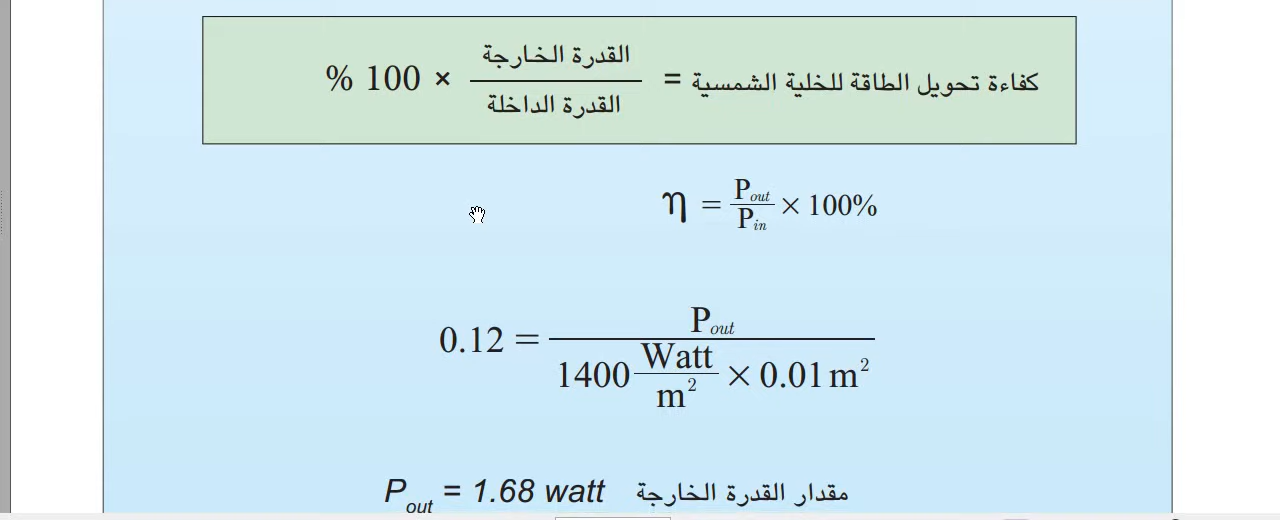 كفاءة تحويل الطاقة للخلية الشمسية = القدرة الخارجة / القدرة الداخلة × 100 %
η = P_out / P_in × 100%
0.12 = P_out / (1400 Watt/m² × 0.01 m²)
P_out = 1.68 watt مقدار القدرة الخارجة